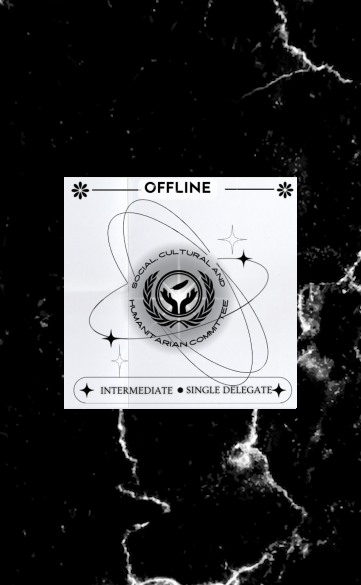 OFFLINE
SOCIAL, CULTURAL AND
HUMANITARIAN COMMITTEE
INTERMEDIATE ● SINGLE DELEGATE